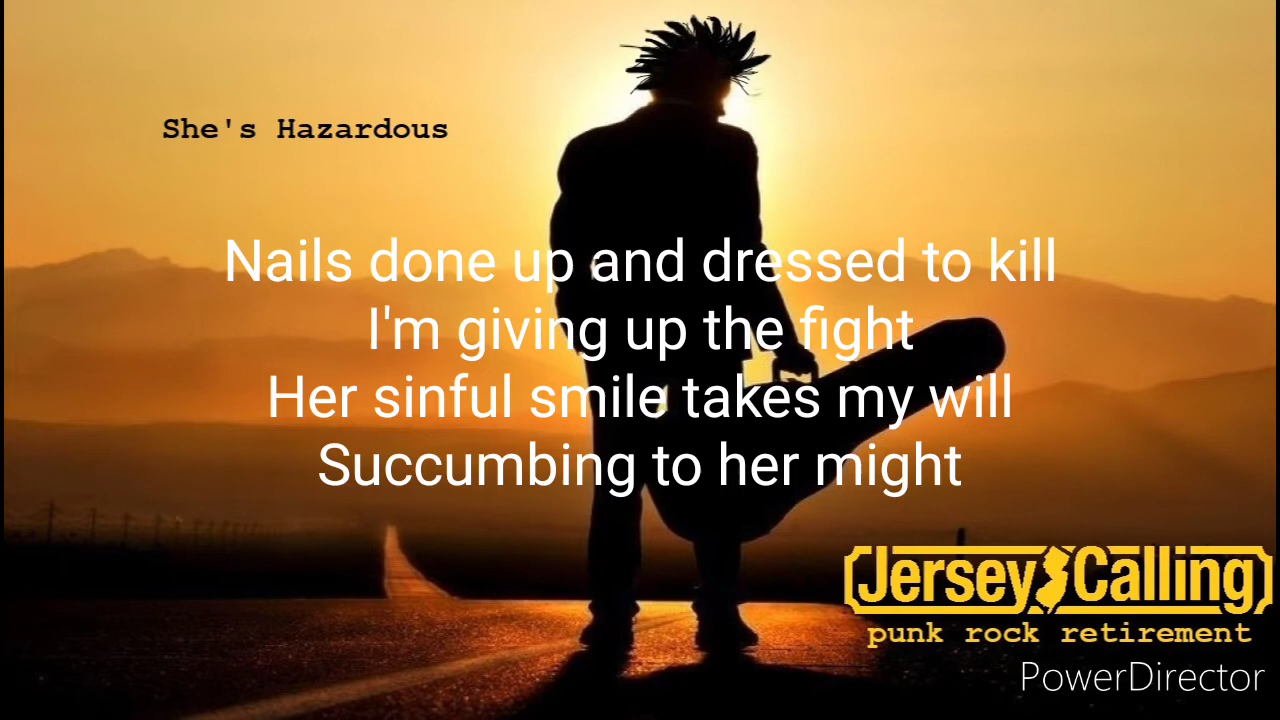 She's Hazardous
Nails done up and dressed to kill
I'm giving up the fight
Her sinful smile takes my will
Succumbing to her might
Jersey Calling
punk rock retirement
PowerDirector